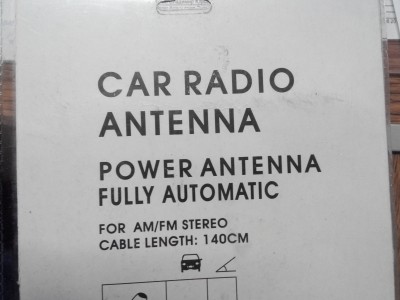 CAR RADIO
ANTENNA
POWER ANTENNA
FULLY AUTOMATIC
FOR AM/FM STEREO
CABLE LENGTH: 140CM